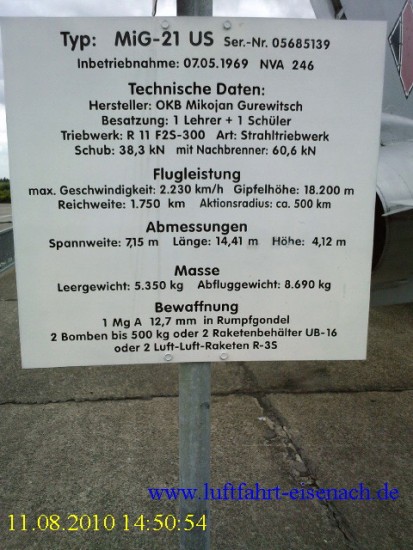 Typ: MiG-21 US Ser.-Nr. 05685139
Inbetriebnahme: 07.05.1969 NVA 246
Technische Daten:
Hersteller: OKB Mikojan Gurewitsch
Besatzung: 1 Lehrer + 1 Schüler
Triebwerk: R 11 F2S-300 Art: Strahltriebwerk
Schub: 38,3 kN mit Nachbrenner: 60,6 kN
Flugleistung
max. Geschwindigkeit: 2.230 km/h Gipfelhöhe: 18.200 m
Reichweite: 1.750 km Aktionsradius: ca. 500 km
Abmessungen
Spannweite: 7,15 m Länge: 14,41 m Höhe: 4,12 m
Masse
Leergewicht: 5.350 kg Abfluggewicht: 8.690 kg
Bewaffnung
1 Mg A 12,7 mm in Rumpfgondel
2 Bomben bis 500 kg oder 2 Raketenbehälter UB-16
oder 2 Luft-Luft-Raketen R-3S
www.luftfahrt-eisenach.de
11.08.2010 14:50:54